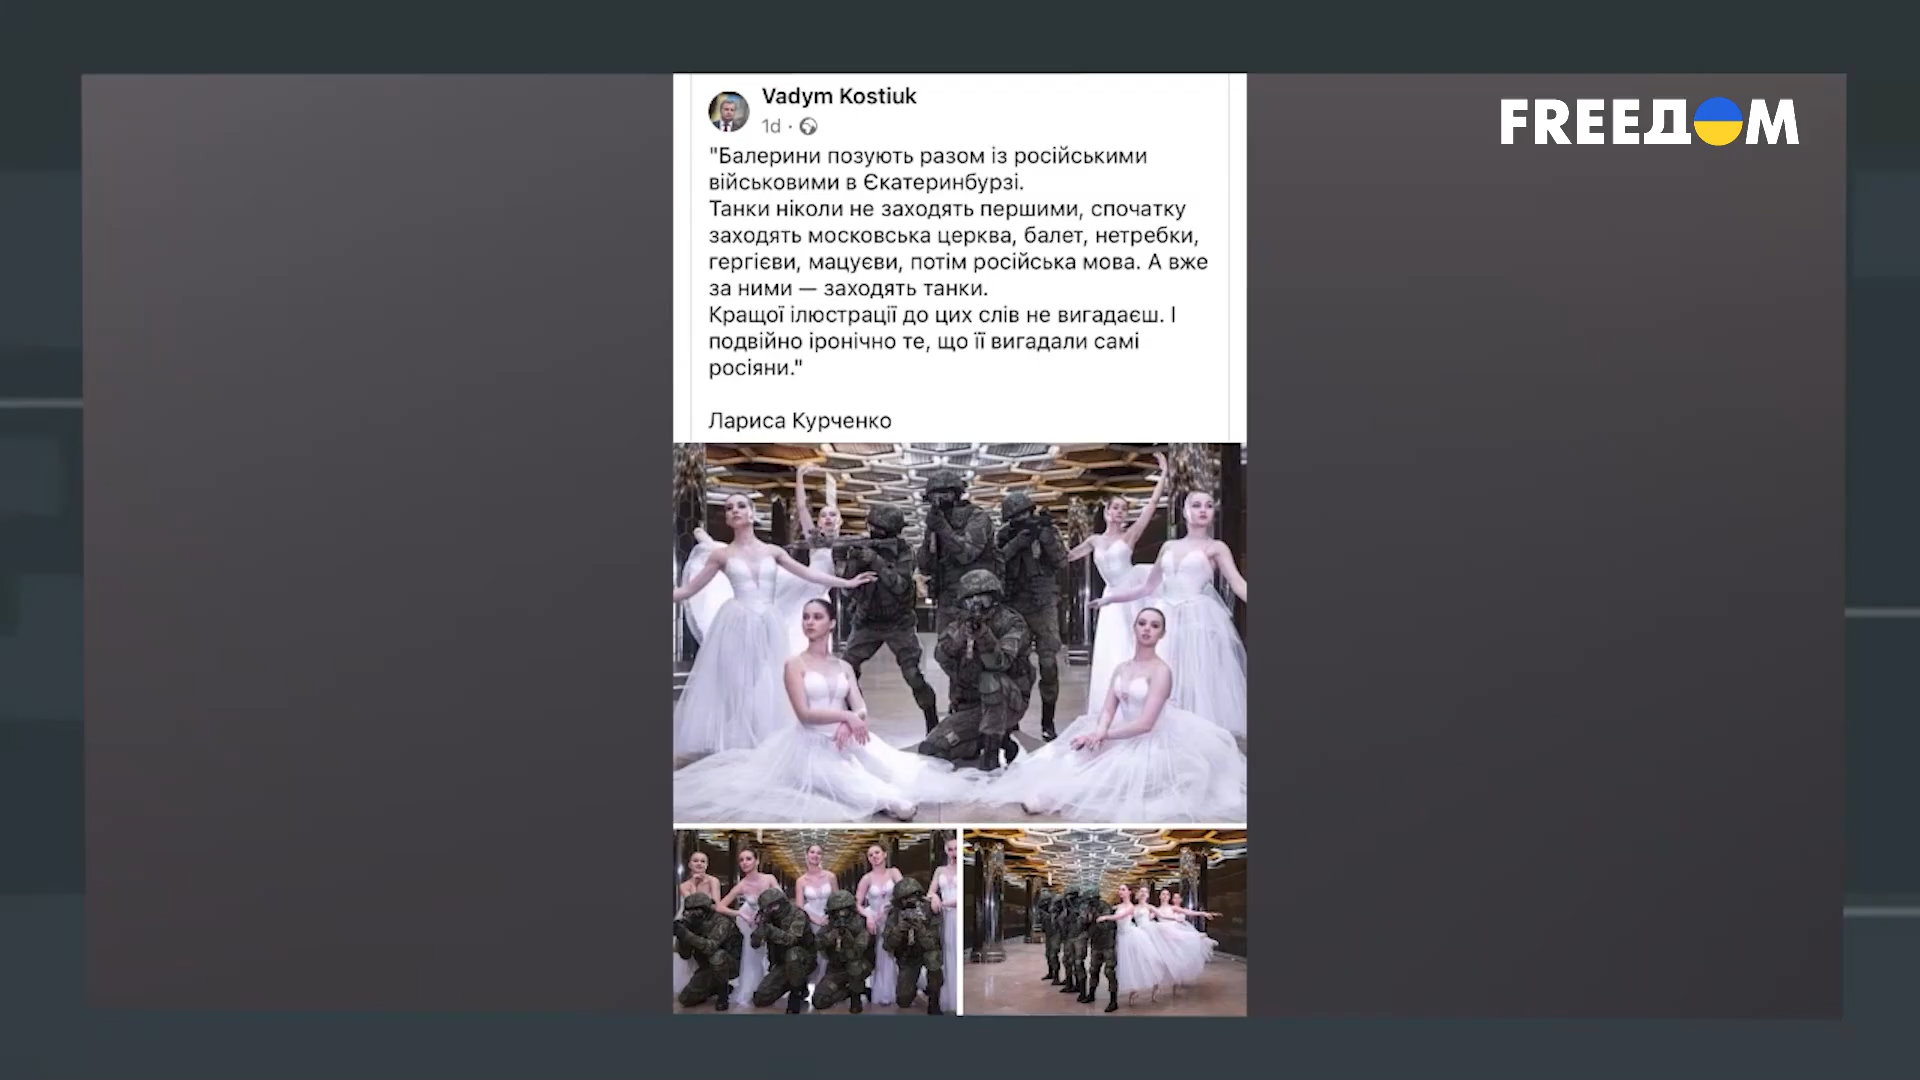 Vadym Kostiuk
FREEДOM
1d ·
"Балерини позують разом із російськими
військовими в Єкатеринбурзі.
Танки ніколи не заходять першими, спочатку
заходять московська церква, балет, нетребки,
гергієви, мацуєви, потім російська мова. А вже
за ними — заходять танки.
Кращої ілюстрації до цих слів не вигадаєш. І
подвійно іронічно те, що її вигадали самі
росіяни."
Лариса Курченко